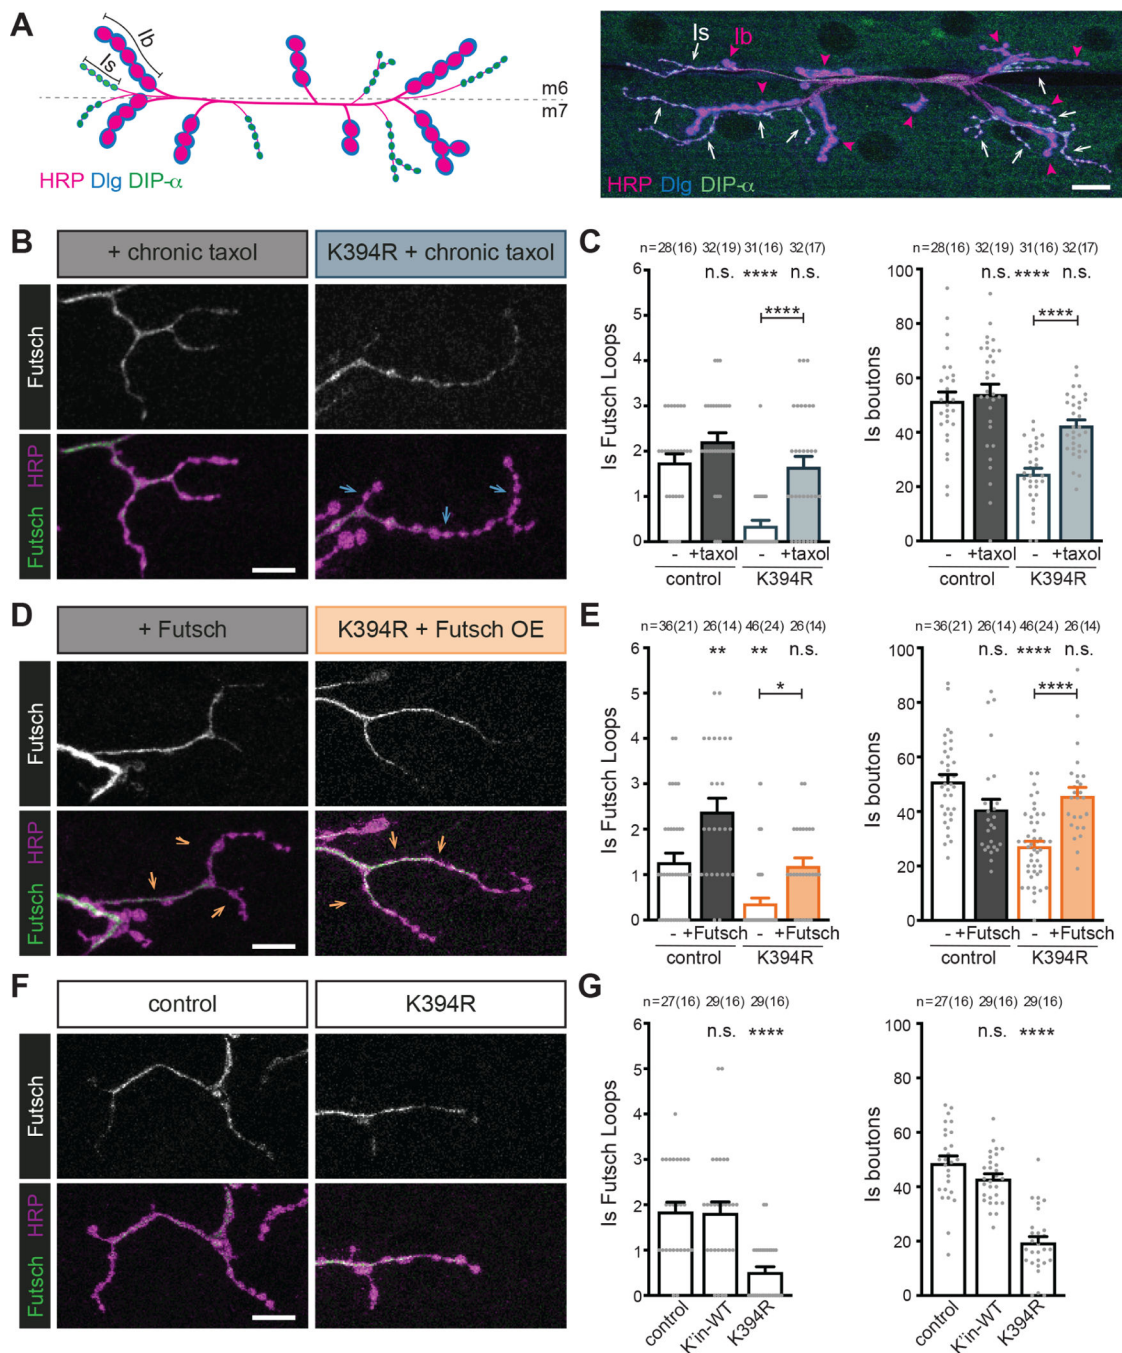 A
Ib
Is
m6
m7
HRP Dlg DIP-α
Is
Ib
HRP Dlg DIP-α
B
+ chronic taxol
K394R + chronic taxol
Futsch
Futsch HRP
C
n=28(16) 32(19) 31(16) 32(17)
n.s. **** n.s.
****
Is Futsch Loops
6
5
4
3
2
1
0
- +taxol - +taxol
control K394R
n=28(16) 32(19) 31(16) 32(17)
n.s. **** n.s.
****
Is boutons
100
80
60
40
20
0
- +taxol - +taxol
control K394R
D
+ Futsch
K394R + Futsch OE
Futsch
Futsch HRP
E
n=36(21) 26(14) 46(24) 26(14)
** ** n.s.
*
Is Futsch Loops
6
5
4
3
2
1
0
- +Futsch - +Futsch
control K394R
n=36(21) 26(14) 46(24) 26(14)
n.s. **** n.s.
****
Is boutons
100
80
60
40
20
0
- +Futsch - +Futsch
control K394R
F
control
K394R
Futsch
Futsch HRP
G
n=27(16) 29(16) 29(16)
n.s. ****
Is Futsch Loops
6
5
4
3
2
1
0
control K'in-WT K394R
n=27(16) 29(16) 29(16)
n.s. ****
Is boutons
100
80
60
40
20
0
control K'in-WT K394R